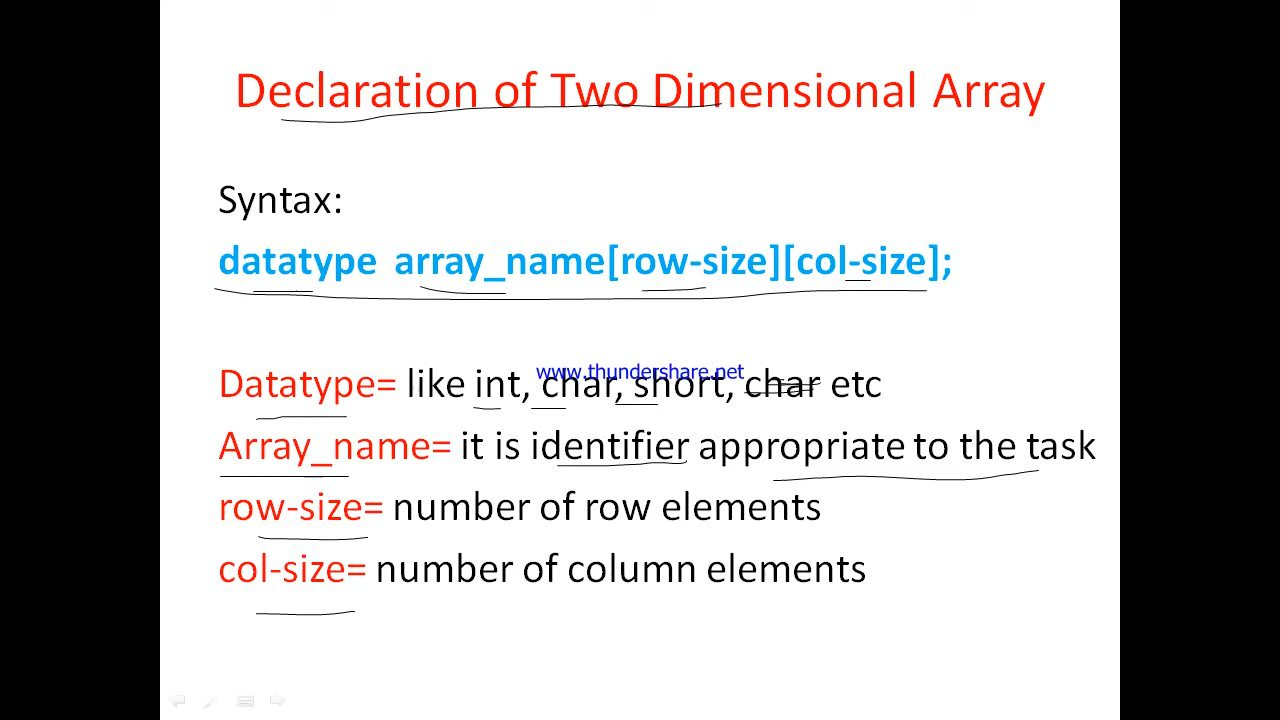 Declaration of Two Dimensional Array
Syntax:
datatype array_name[row-size][col-size];
www.thundershare.net
Datatype= like int, char, short, char etc
Array_name= it is identifier appropriate to the task
row-size= number of row elements
col-size= number of column elements